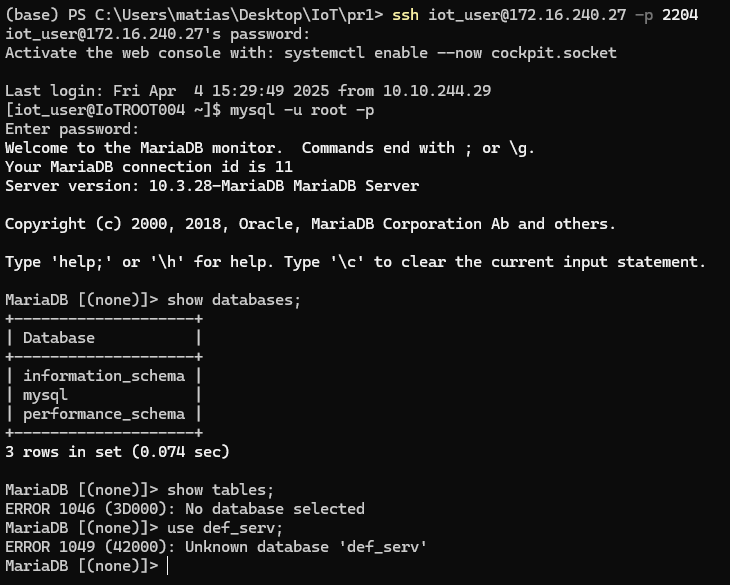 (base) PS C:\Users\matias\Desktop\IoT\pr1> ssh iot_user@172.16.240.27 -p 2204
iot_user@172.16.240.27's password:
Activate the web console with: systemctl enable --now cockpit.socket
Last login: Fri Apr  4 15:29:49 2025 from 10.10.244.29
[iot_user@IoTROOT004 ~]$ mysql -u root -p
Enter password:
Welcome to the MariaDB monitor.  Commands end with ; or \g.
Your MariaDB connection id is 11
Server version: 10.3.28-MariaDB MariaDB Server
Copyright (c) 2000, 2018, Oracle, MariaDB Corporation Ab and others.
Type 'help;' or '\h' for help. Type '\c' to clear the current input statement.
MariaDB [(none)]> show databases;
+--------------------+
| Database           |
+--------------------+
| information_schema |
| mysql              |
| performance_schema |
+--------------------+
3 rows in set (0.074 sec)
MariaDB [(none)]> show tables;
ERROR 1046 (3D000): No database selected
MariaDB [(none)]> use def_serv;
ERROR 1049 (42000): Unknown database 'def_serv'
MariaDB [(none)]>